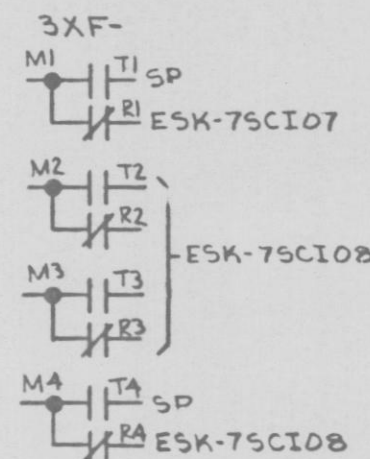 3XF-
M1 T1 SP
R1 ESK-7SCI07
M2 T2
R2
ESK-7SCI08
M3 T3
R3
M4 T4 SP
R4 ESK-7SCI08